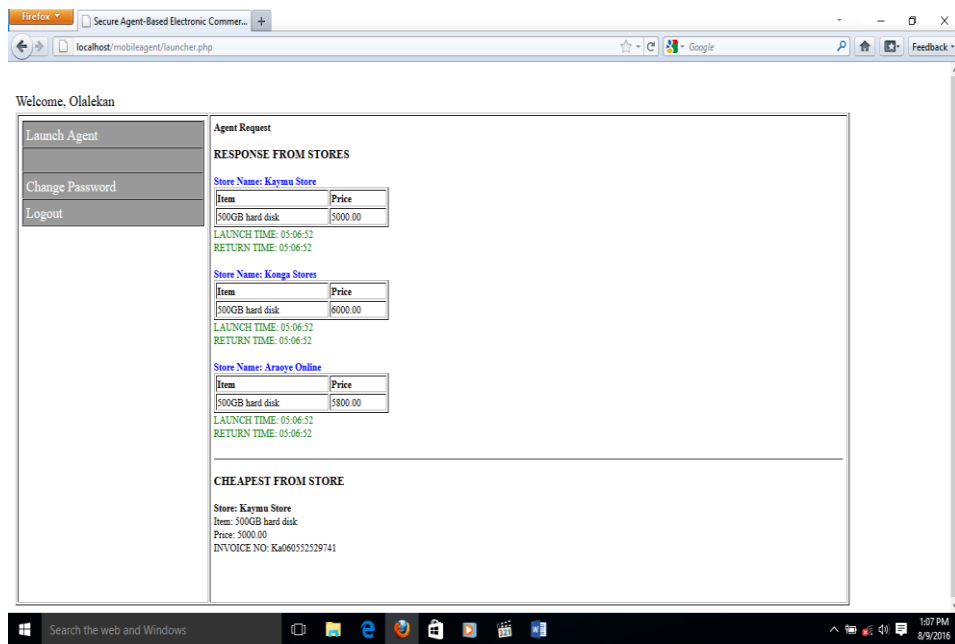 Firefox
Secure Agent-Based Electronic Commer...
localhost/mobileagent/launcher.php
Google
Feedback
Welcome, Olalekan
Launch Agent
Change Password
Logout
Agent Request
RESPONSE FROM STORES
Store Name: Kaymu Store
Item Price
500GB hard disk 5000.00
LAUNCH TIME: 05:06:52
RETURN TIME: 05:06:52
Store Name: Konga Stores
Item Price
500GB hard disk 6000.00
LAUNCH TIME: 05:06:52
RETURN TIME: 05:06:52
Store Name: Araoye Online
Item Price
500GB hard disk 5800.00
LAUNCH TIME: 05:06:52
RETURN TIME: 05:06:52
CHEAPEST FROM STORE
Store: Kaymu Store
Item: 500GB hard disk
Price: 5000.00
INVOICE NO: Ka060552529741
Search the web and Windows
1:07 PM
8/9/2016